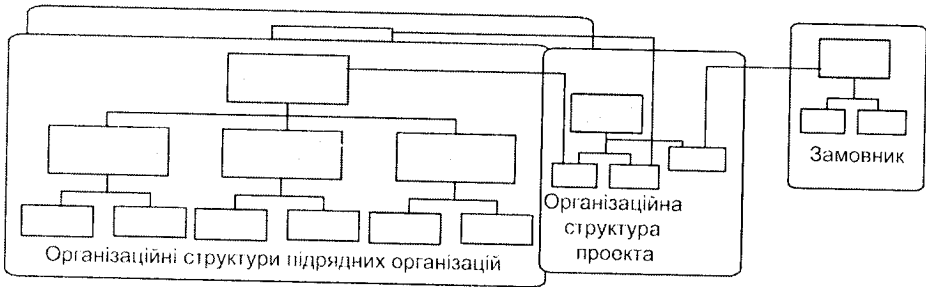 Організаційні структури підрядних організацій
Організаційна
структура
проекта
Замовник